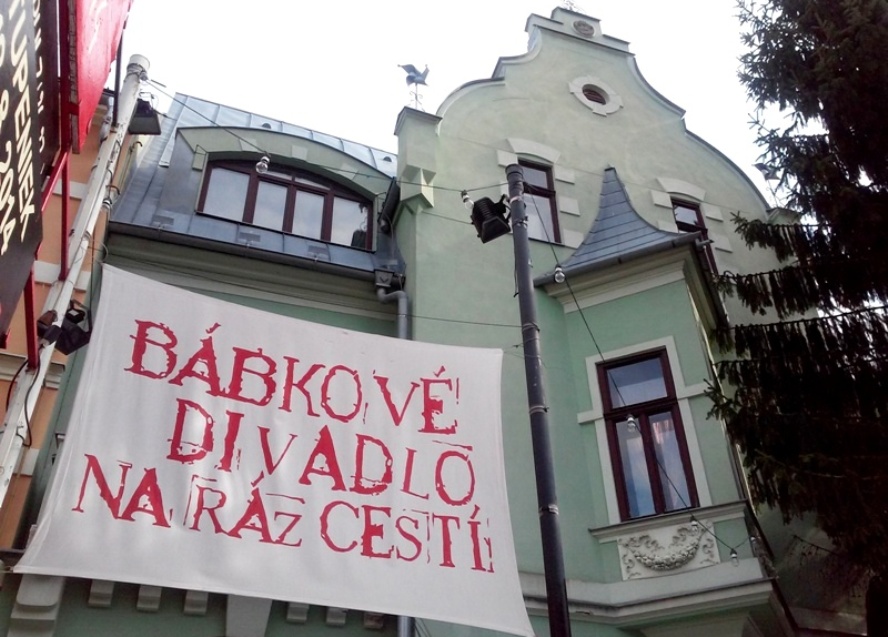 BÁBKOVÉ
DIVADLO
NA RÁZCESTÍ